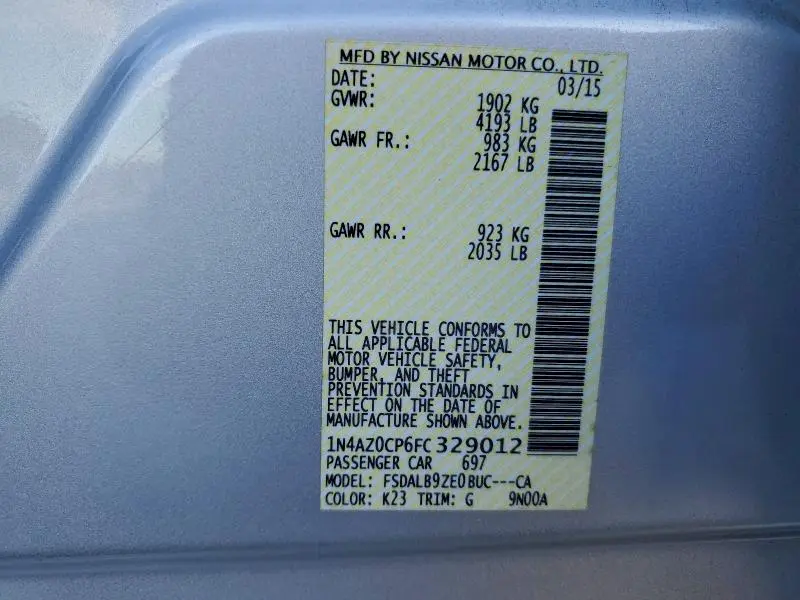 MFD BY NISSAN MOTOR CO., LTD.
DATE: 03/15
GVWR: 1902 KG
4193 LB
GAWR FR.: 983 KG
2167 LB
GAWR RR.: 923 KG
2035 LB
THIS VEHICLE CONFORMS TO
ALL APPLICABLE FEDERAL
MOTOR VEHICLE SAFETY,
BUMPER, AND THEFT
PREVENTION STANDARDS IN
EFFECT ON THE DATE OF
MANUFACTURE SHOWN ABOVE.
1N4AZ0CP6FC329012
PASSENGER CAR 697
MODEL: FSDALB9ZE0BUC---CA
COLOR: K23 TRIM: G 9N00A